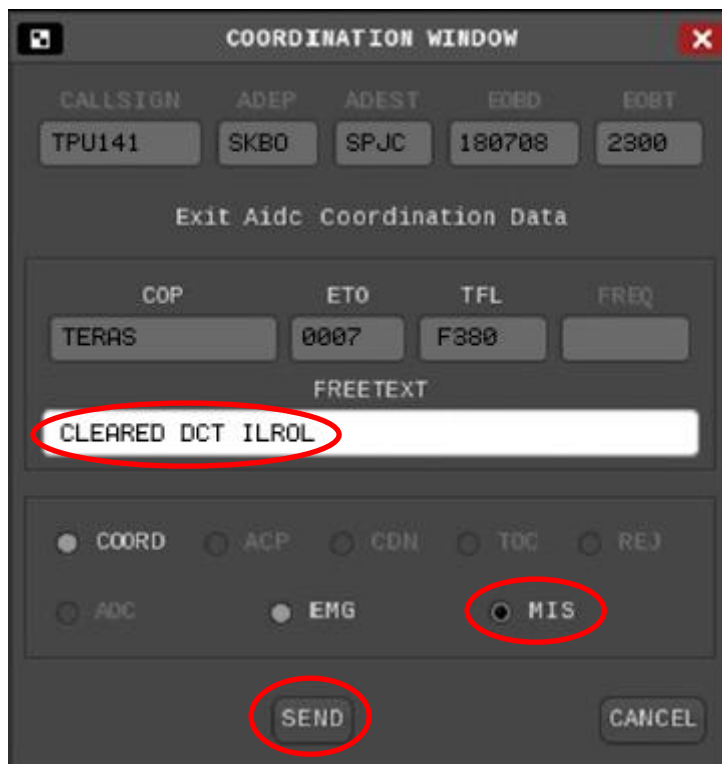 COORDINATION WINDOW
CALLSIGN ADEP ADEST EOBD EOBT
TPU141 SKBO SPJC 180708 2300
Exit Aidc Coordination Data
COP ETO TFL FREQ
TERAS 0007 F380
FREETEXT
CLEARED DCT ILROL
COORD ACP CDN TOC REJ
ADC EMG MIS
SEND CANCEL